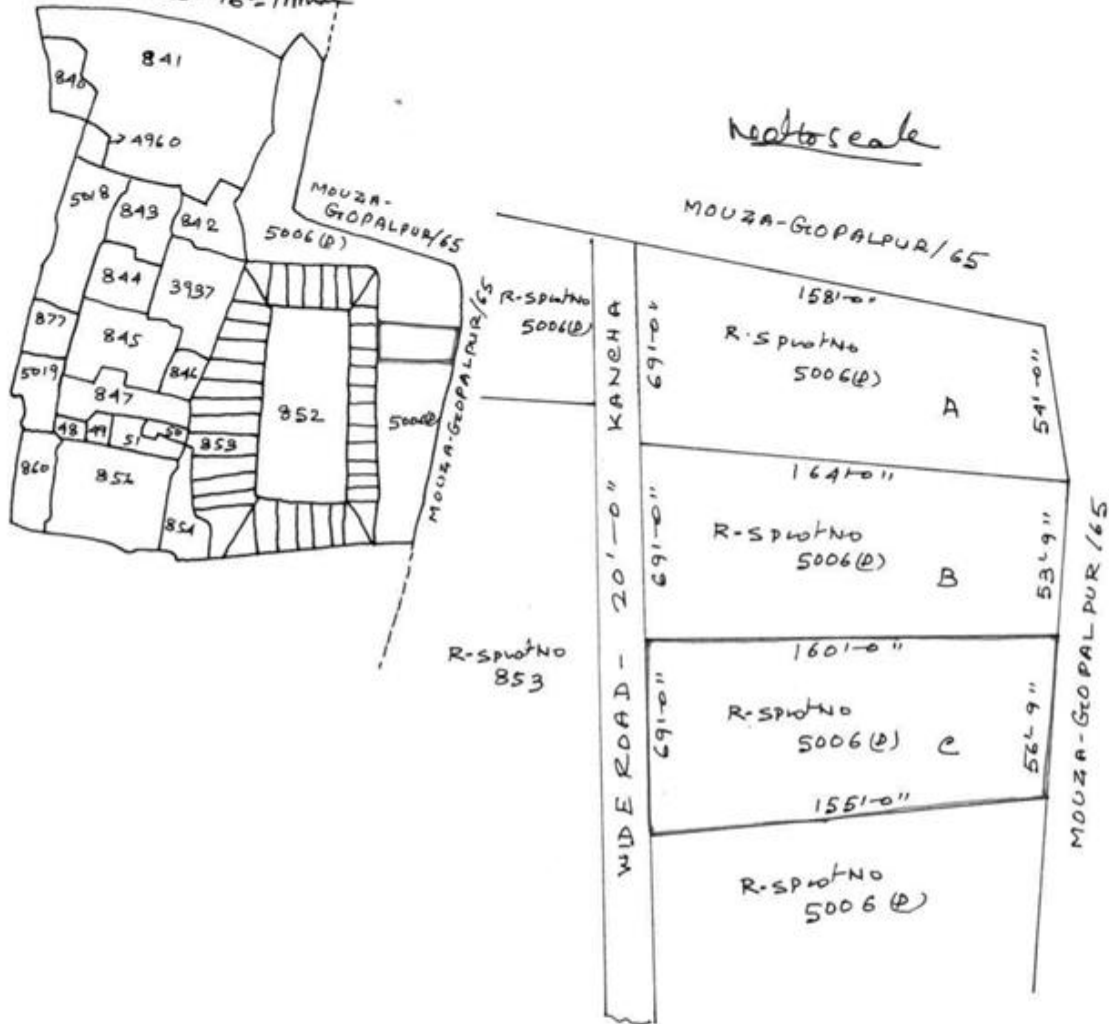 841
840
4960
5018
843
842
844
3937
877
845
5019
846
847
48
49
51
50
853
860
854
852
5006(P)
MOUZA-
GOPALPUR/65
5006(P)
MOUZA-GOPALPUR/65
Not to scale
MOUZA-GOPALPUR/65
R-S Plot No
5006(P)
158'-0"
69'-0"
R-S Plot No
5006(P)
A
54'-0"
164'-0"
69'-0"
R-S Plot No
5006(P)
B
53'-9"
160'-0"
69'-0"
R-S Plot No
5006(P)
C
56'-9"
155'-0"
R-S Plot No
5006(P)
R-S Plot No
853
WIDE ROAD - 20'-0" KANCHA
MOUZA-GOPALPUR/65